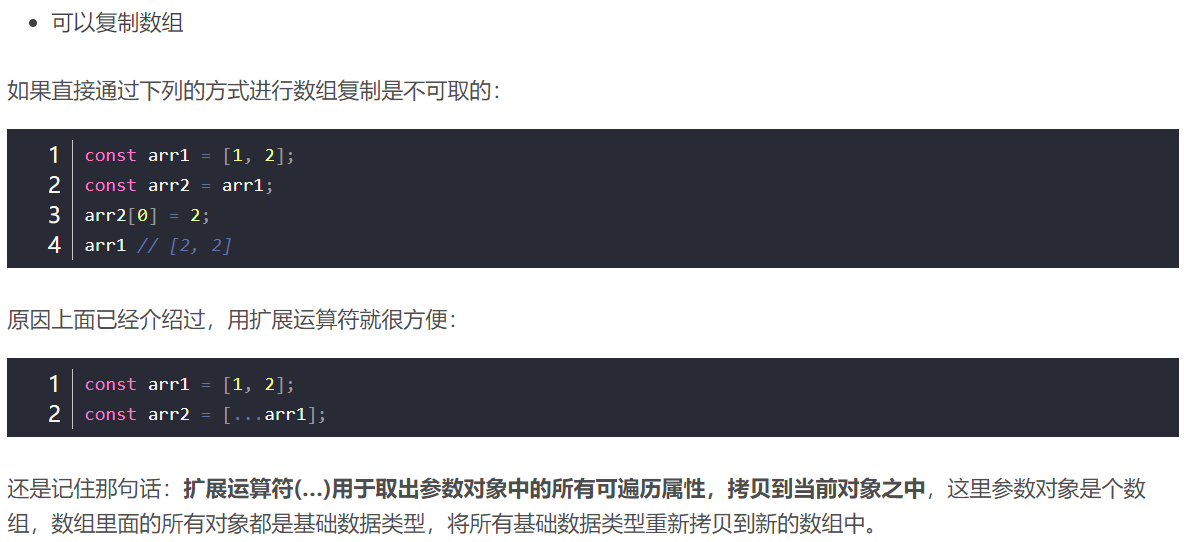 • 可以复制数组
如果直接通过下列的方式进行数组复制是不可取的：
1 const arr1 = [1, 2];
2 const arr2 = arr1;
3 arr2[0] = 2;
4 arr1 // [2, 2]
原因上面已经介绍过，用扩展运算符就很方便：
1 const arr1 = [1, 2];
2 const arr2 = [...arr1];
还是记住那句话：扩展运算符(…)用于取出参数对象中的所有可遍历属性，拷贝到当前对象之中，这里参数对象是个数
组，数组里面的所有对象都是基础数据类型，将所有基础数据类型重新拷贝到新的数组中。